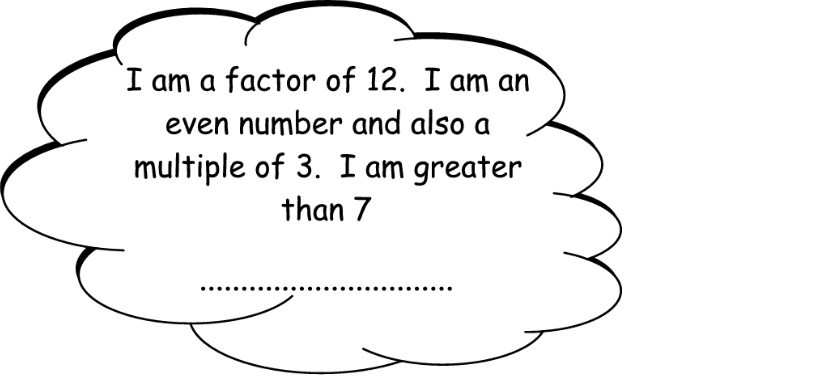 I am a factor of 12.  I am an
even number and also a
multiple of 3.  I am greater
than 7
...............................